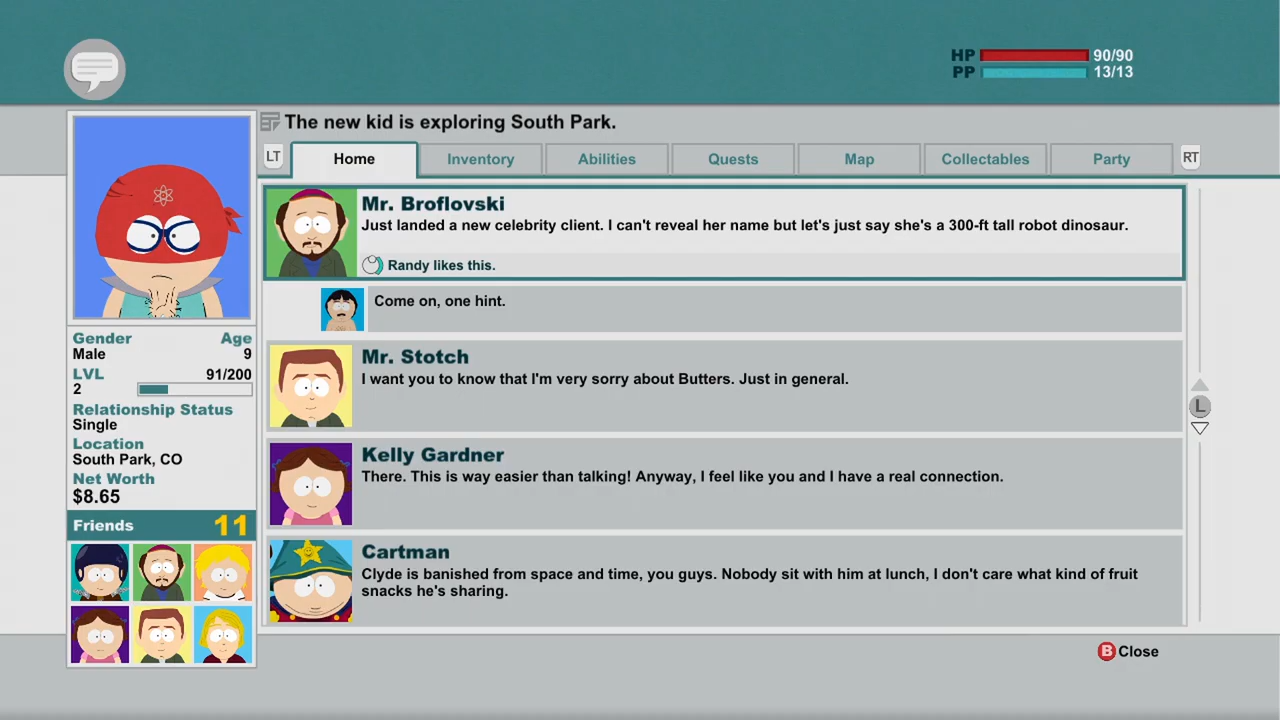 HP 90/90
PP 13/13
The new kid is exploring South Park.
LT Home Inventory Abilities Quests Map Collectables Party RT
Mr. Broflovski
Just landed a new celebrity client. I can't reveal her name but let's just say she's a 300-ft tall robot dinosaur.
Randy likes this.
Come on, one hint.
Mr. Stotch
I want you to know that I'm very sorry about Butters. Just in general.
Kelly Gardner
There. This is way easier than talking! Anyway, I feel like you and I have a real connection.
Cartman
Clyde is banished from space and time, you guys. Nobody sit with him at lunch, I don't care what kind of fruit
snacks he's sharing.
Gender Age
Male 9
LVL 91/200
2
Relationship Status
Single
Location
South Park, CO
Net Worth
$8.65
Friends 11
L
B Close